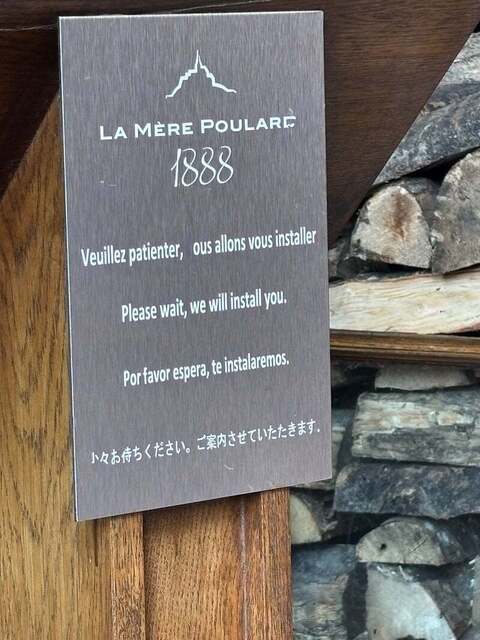 LA MÈRE POULARD
1888
Veuillez patienter, ous allons vous installer
Please wait, we will install you.
Por favor espera, te instalaremos.
少々お待ちください。ご案内させていたたきます.